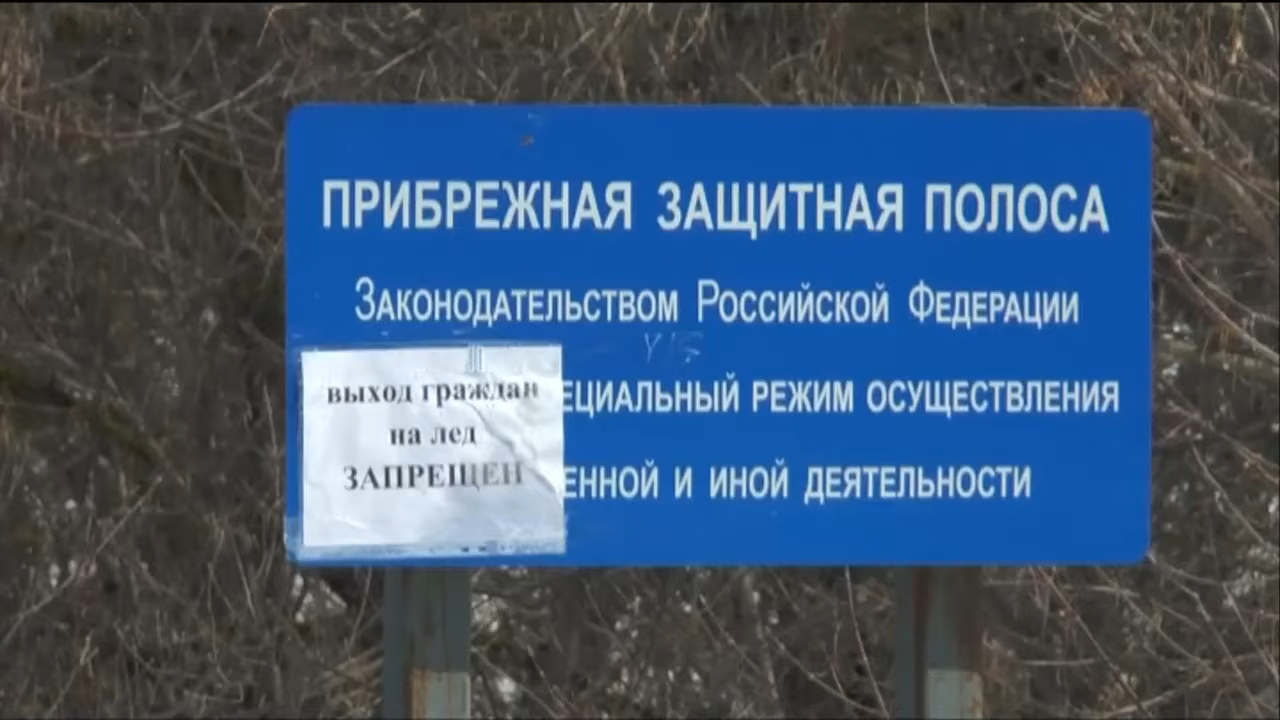 ПРИБРЕЖНАЯ ЗАЩИТНАЯ ПОЛОСА
Законодательством Российской Федерации
ЕЦИАЛЬНЫЙ РЕЖИМ ОСУЩЕСТВЛЕНИЯ
ЕННОЙ И ИНОЙ ДЕЯТЕЛЬНОСТИ
выход граждан
на лед
ЗАПРЕЩЕН